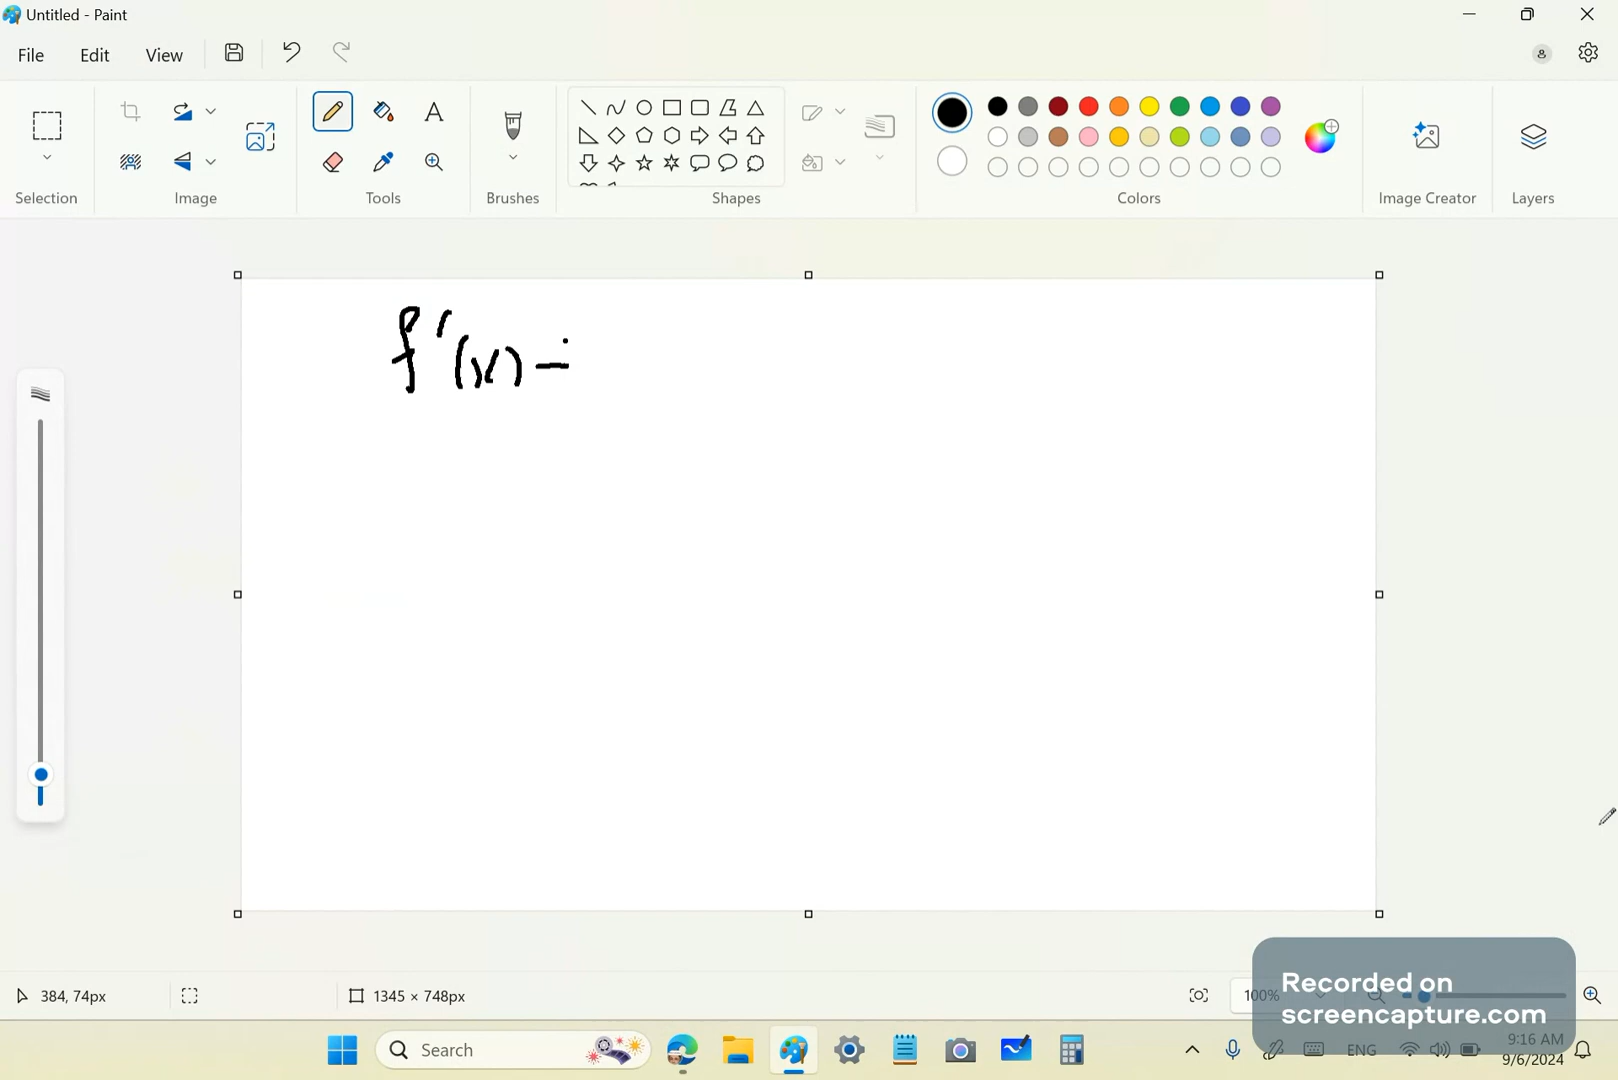 Untitled - Paint
File Edit View
Selection Image Tools Brushes Shapes Colors Image Creator Layers
f'(x) =
384, 74px 1345 × 748px 100%
Recorded on
screencapture.com
Search ENG 9:16 AM
9/6/2024